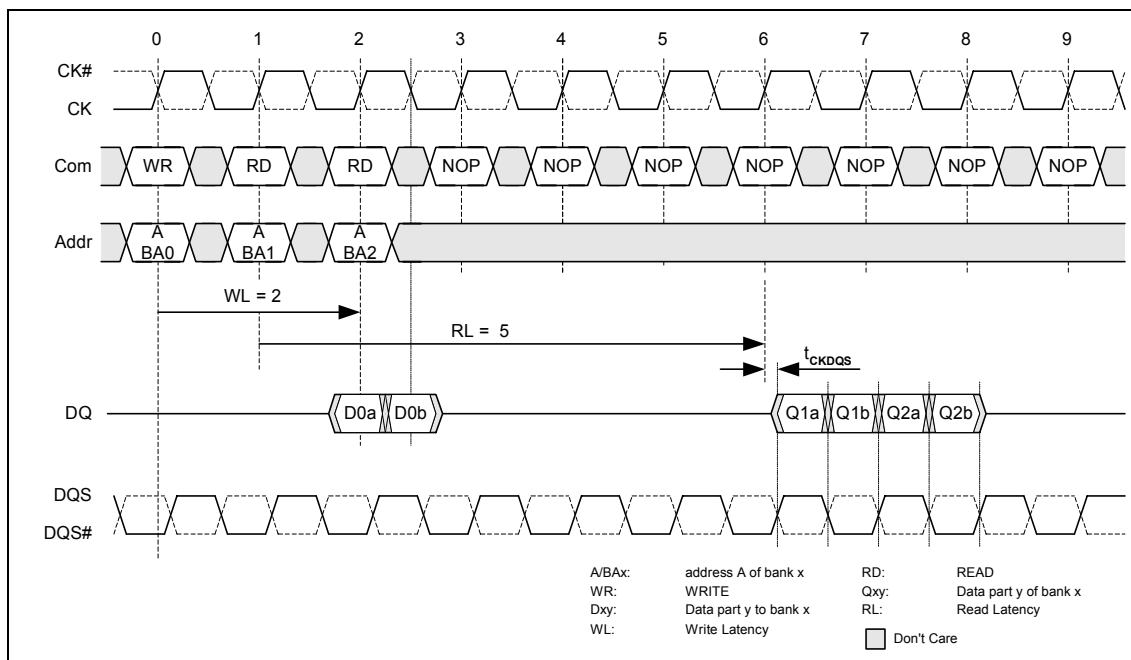 0 1 2 3 4 5 6 7 8 9
CK#
CK
Com WR RD RD NOP NOP NOP NOP NOP NOP NOP
Addr A BA0 A BA1 A BA2
WL = 2
RL = 5
tCKDQS
DQ D0a D0b Q1a Q1b Q2a Q2b
DQS
DQS#
A/BAx: address A of bank x RD: READ
WR: WRITE Qxy: Data part y of bank x
Dxy: Data part y to bank x RL: Read Latency
WL: Write Latency Don't Care